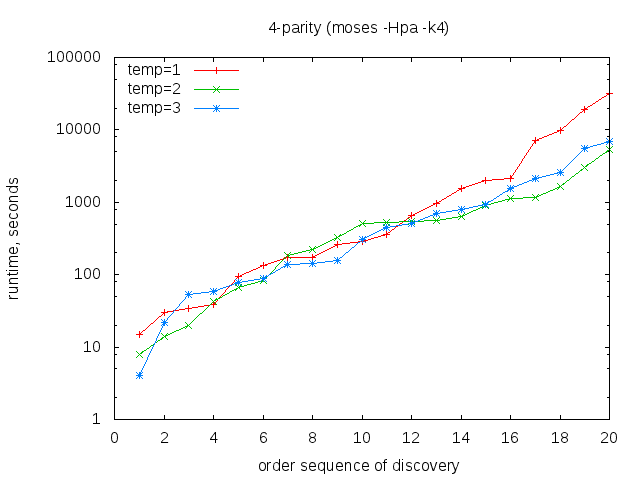 4-parity (moses -Hpa -k4)
100000
10000
1000
100
10
1
temp=1
temp=2
temp=3
runtime, seconds
0 2 4 6 8 10 12 14 16 18 20
order sequence of discovery